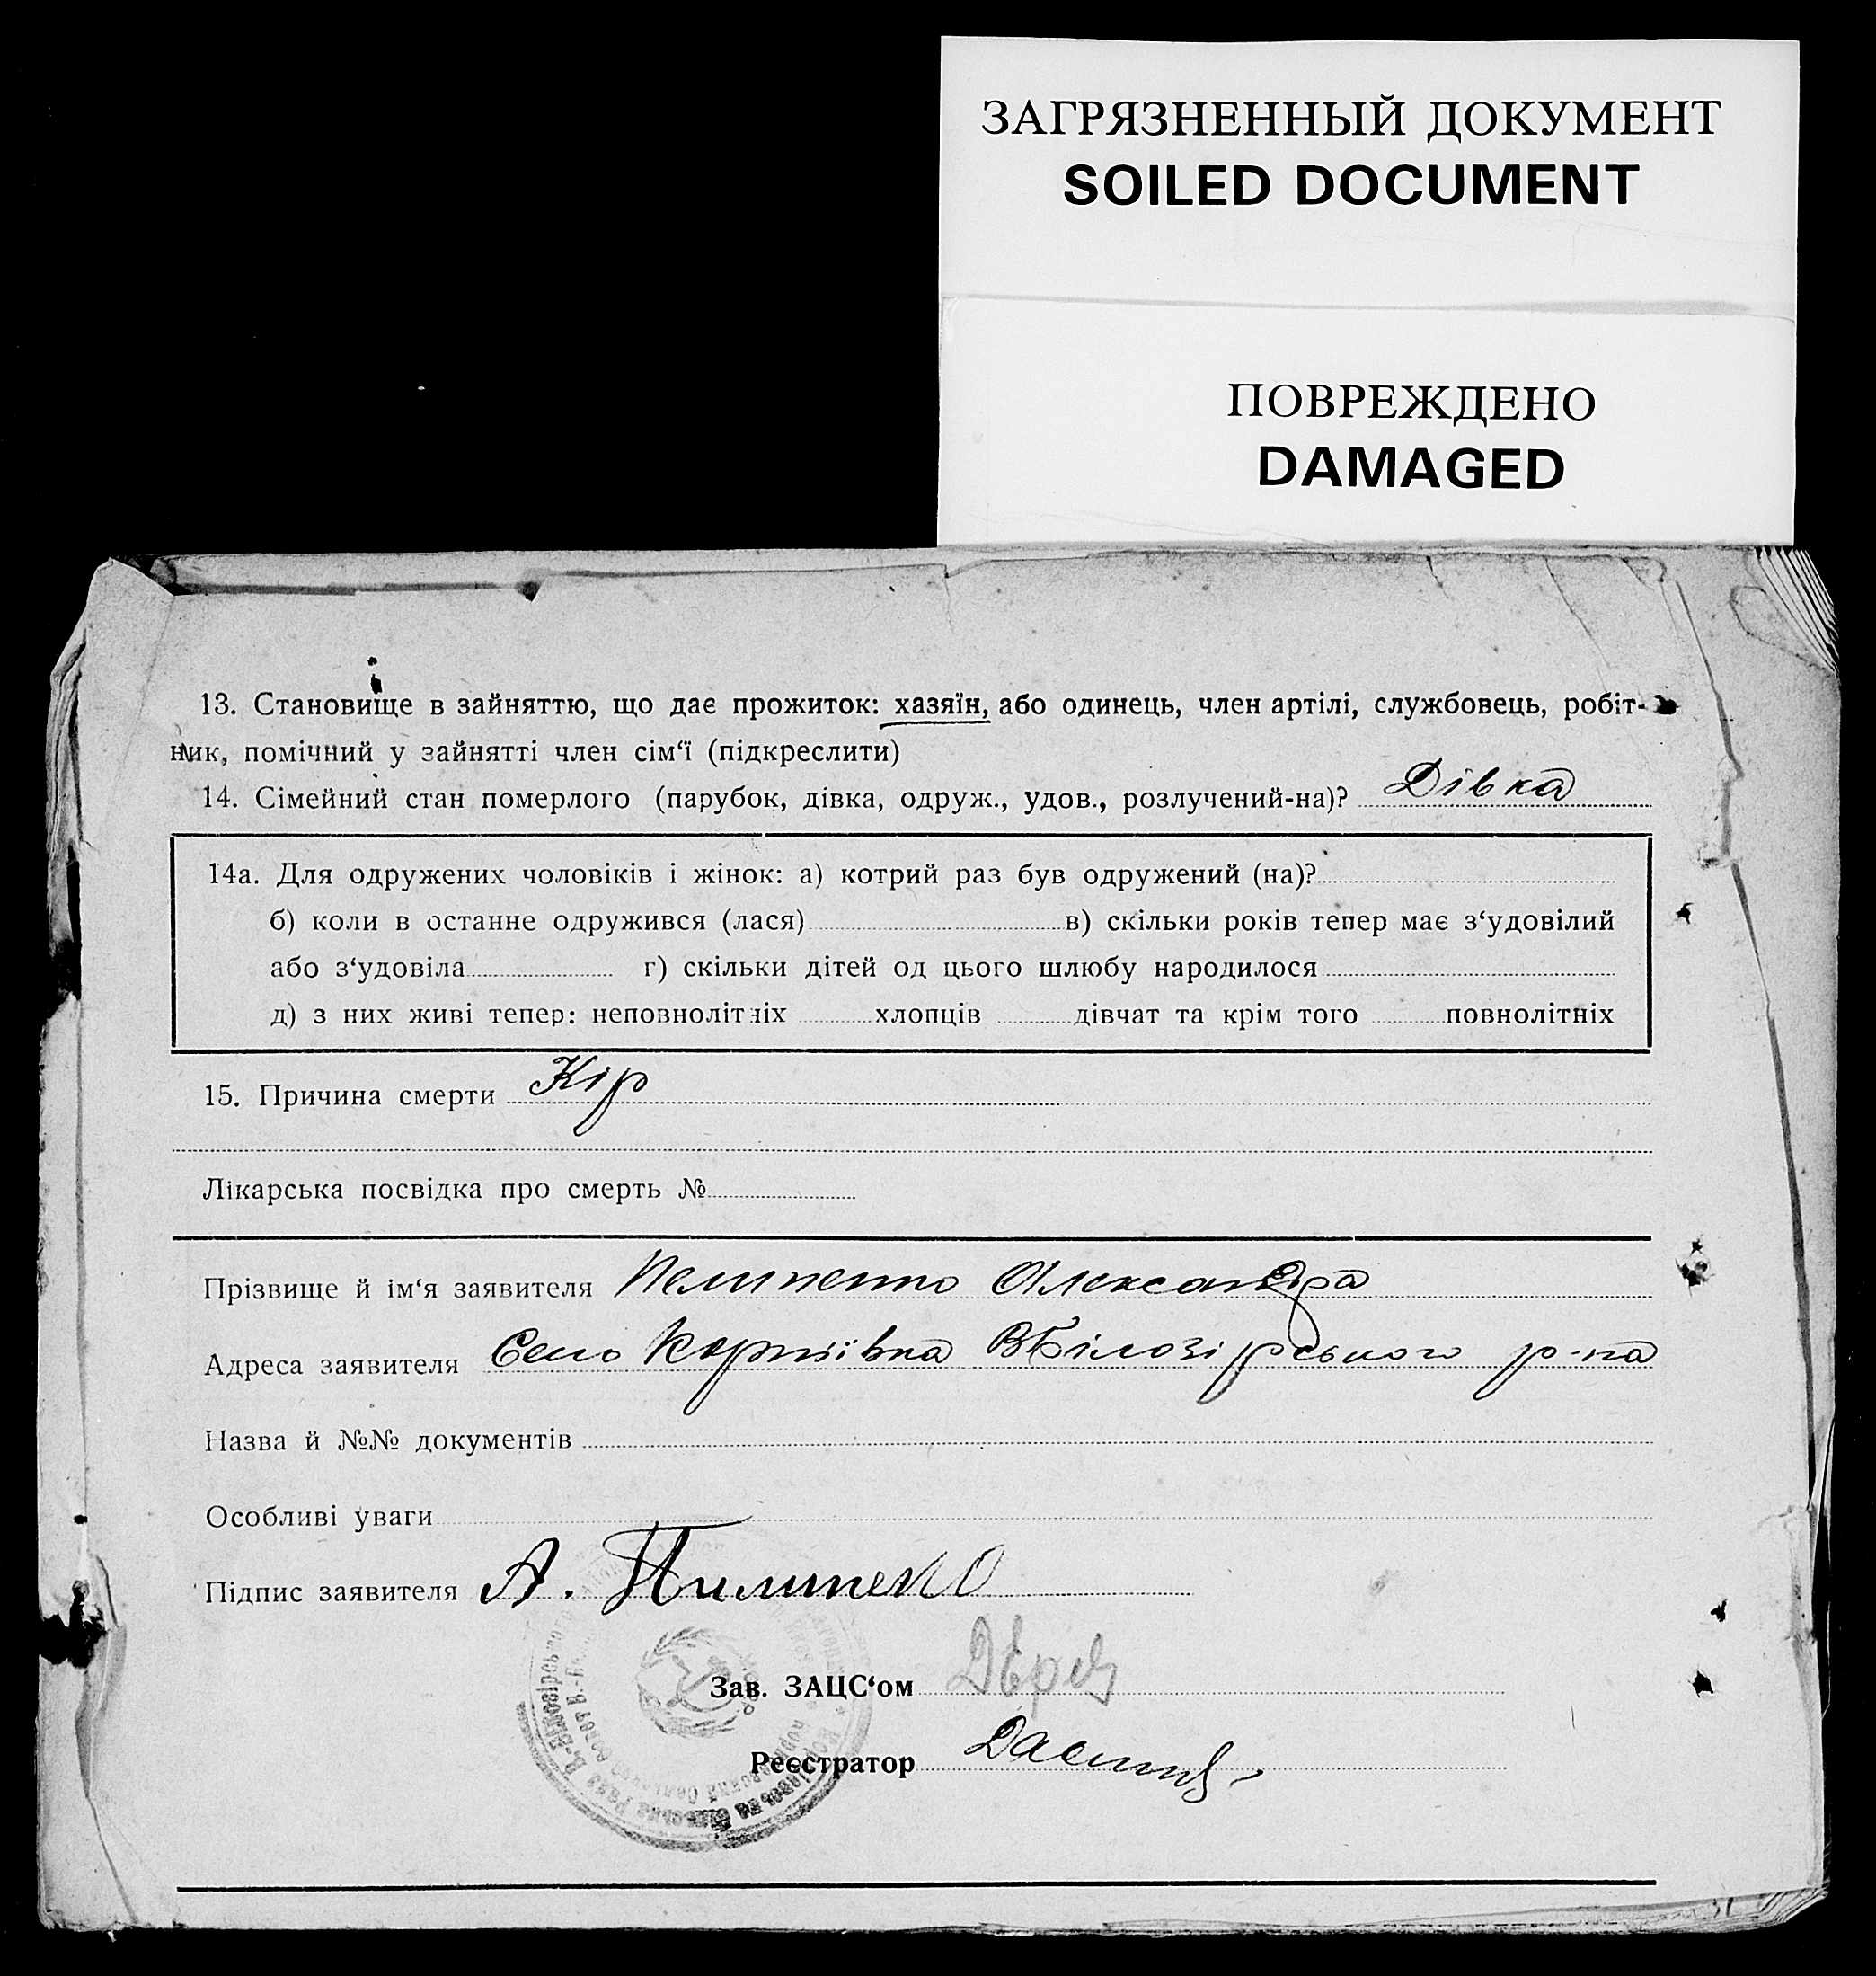 ЗАГРЯЗНЕННЫЙ ДОКУМЕНТ
SOILED DOCUMENT
ПОВРЕЖДЕНО
DAMAGED
13. Становище в зайняттю, що дає прожиток: хазяїн, або одинець, член артілі, службовець, робіт-
ник, помічний у зайнятті член сім‘ї (підкреслити)
14. Сімейний стан померлого (парубок, дівка, одруж., удов., розлучений-на)? Дівка
14а. Для одружених чоловіків і жінок: а) котрий раз був одружений (на)?
б) коли в останне одружився (лася) в) скільки років тепер має з‘удовілий
або з‘удовіла г) скільки дітей од цього шлюбу народилося
д) з них живі тепер: неповнолітніх хлопців дівчат та крім того повнолітніх
15. Причина смерти Кір
Лікарська посвідка про смерть №
Прізвище й ім‘я заявителя Олександра
Адреса заявителя Село Корніївка ВБілозірського р-на
Назва й №№ документів
Особливі уваги
Підпис заявителя А.
Зав. ЗАЦС‘ом
Реєстратор